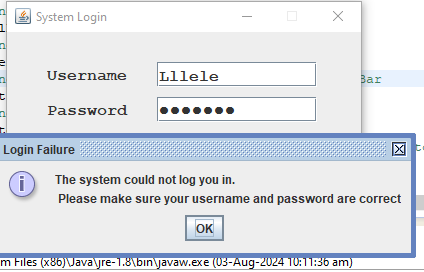 System Login
Username Lllele
Bar
Password
Login Failure
The system could not log you in.
Please make sure your username and password are correct
OK
m Files (x86)\Java\jre-1.8\bin\javaw.exe (03-Aug-2024 10:11:36 am)